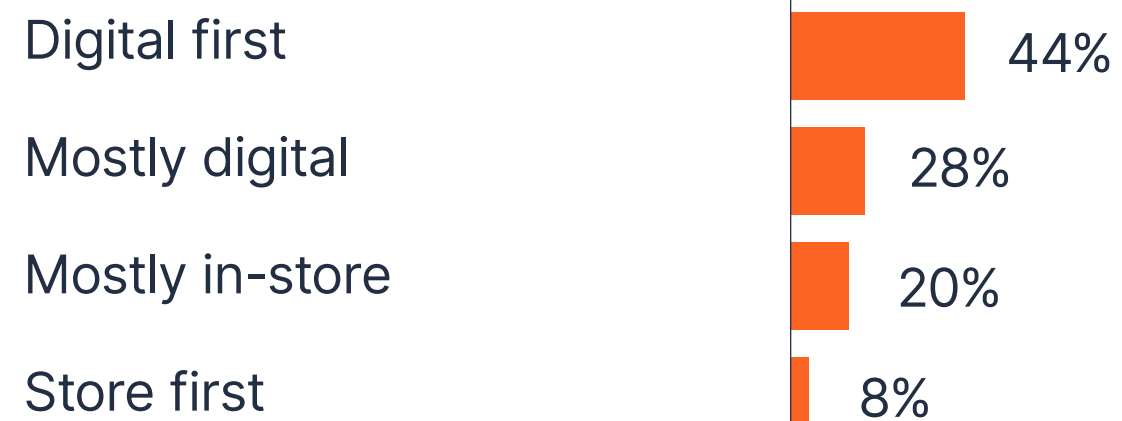 Digital first 44%
Mostly digital 28%
Mostly in-store 20%
Store first 8%